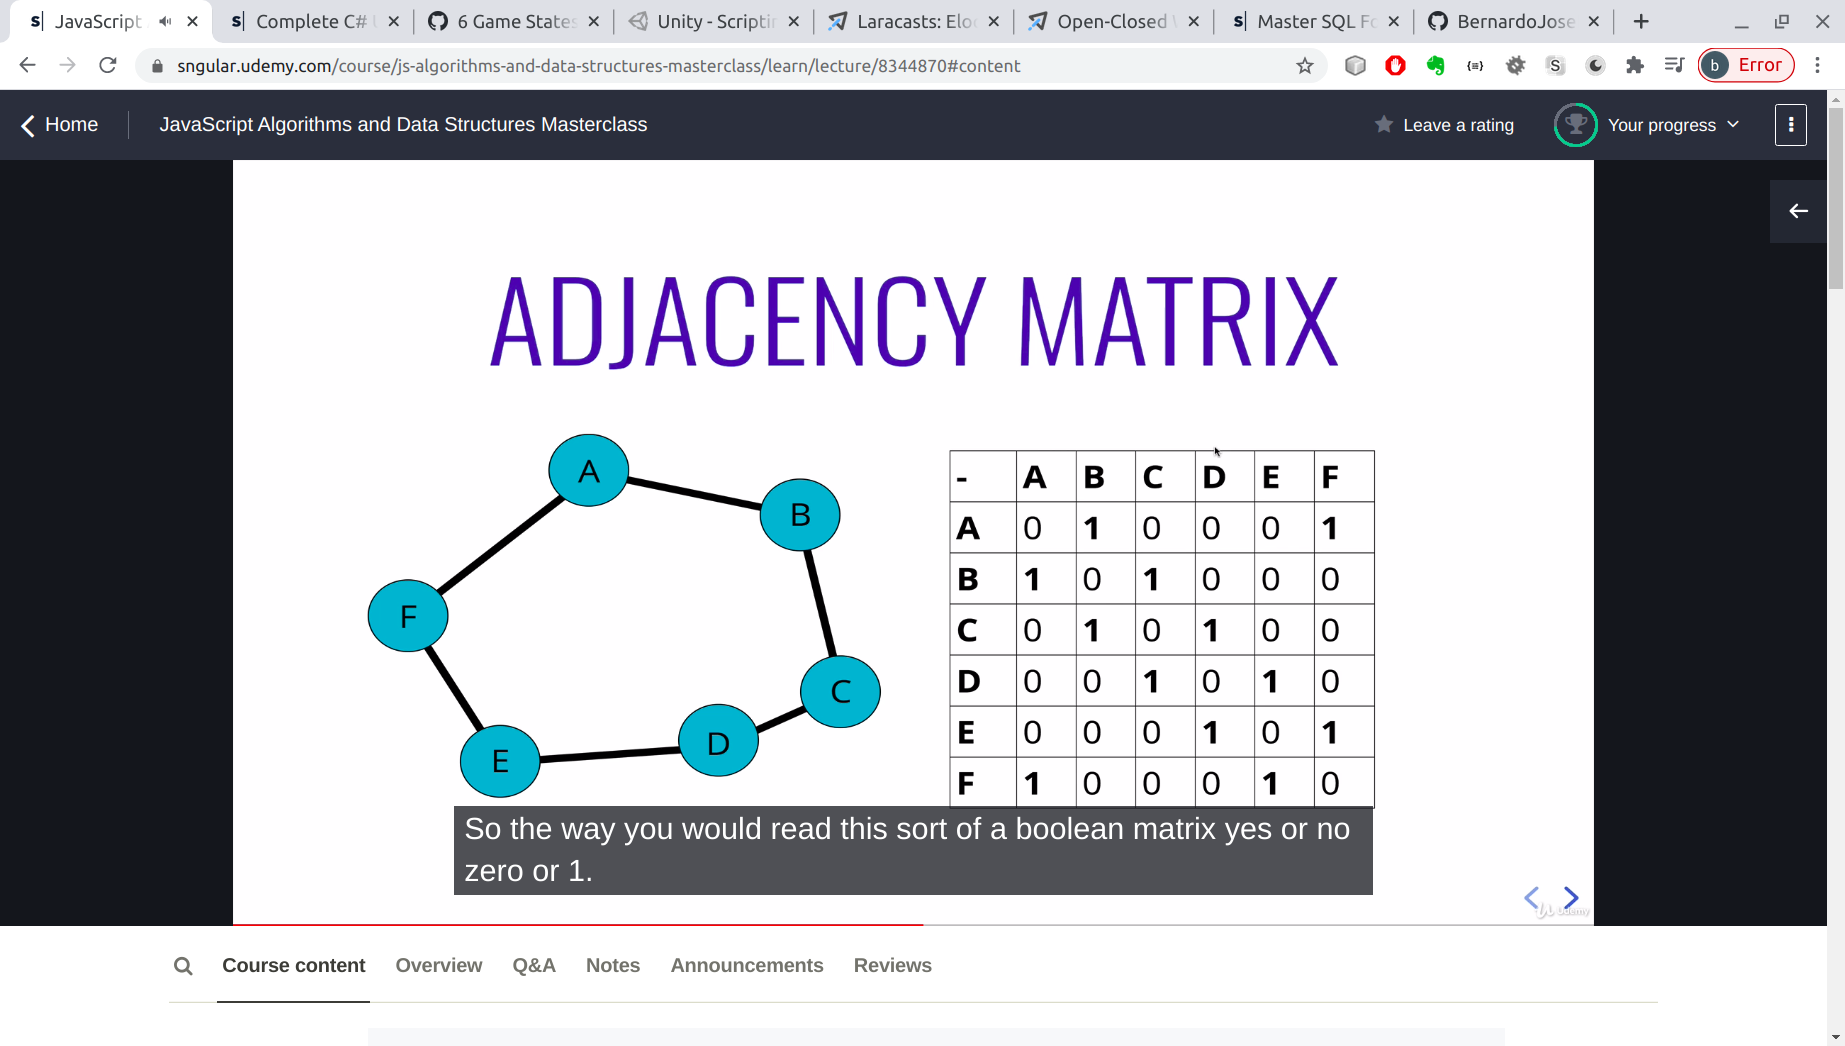 s| JavaScript s| Complete C# 6 Game States Unity - Scriptin Laracasts: Elo Open-Closed s| Master SQL Fo BernardoJose
sngular.udemy.com/course/js-algorithms-and-data-structures-masterclass/learn/lecture/8344870#content
S
b Error
Home JavaScript Algorithms and Data Structures Masterclass Leave a rating Your progress
ADJACENCY MATRIX
A
B
F
C
D
E
- A B C D E F
A 0 1 0 0 0 1
B 1 0 1 0 0 0
C 0 1 0 1 0 0
D 0 0 1 0 1 0
E 0 0 0 1 0 1
F 1 0 0 0 1 0
So the way you would read this sort of a boolean matrix yes or no
zero or 1.
Udemy
Course content Overview Q&A Notes Announcements Reviews